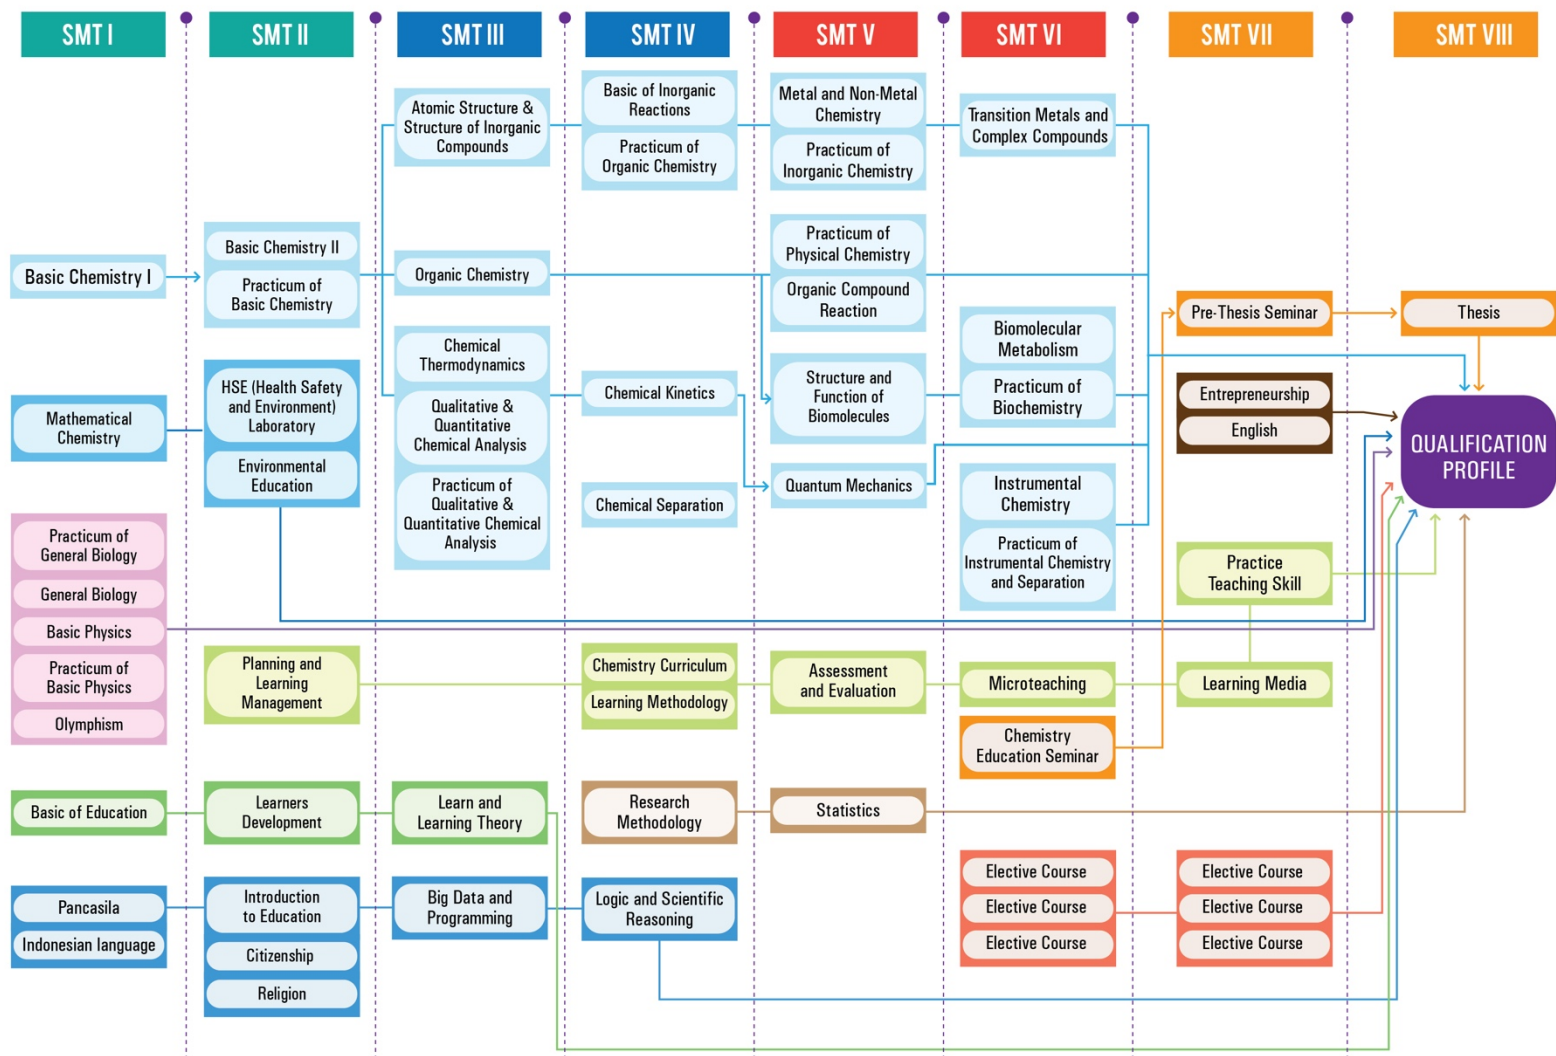 SMT I
SMT II
SMT III
SMT IV
SMT V
SMT VI
SMT VII
SMT VIII
Basic Chemistry I
Mathematical
Chemistry
Practicum of
General Biology
General Biology
Basic Physics
Practicum of
Basic Physics
Olymphism
Basic of Education
Pancasila
Indonesian language
Basic Chemistry II
Practicum of
Basic Chemistry
HSE (Health Safety
and Environment)
Laboratory
Environmental
Education
Planning and
Learning
Management
Learners
Development
Introduction
to Education
Citizenship
Religion
Atomic Structure &
Structure of Inorganic
Compounds
Organic Chemistry
Chemical
Thermodynamics
Qualitative &
Quantitative
Chemical Analysis
Practicum of
Qualitative &
Quantitative Chemical
Analysis
Learn and
Learning Theory
Big Data and
Programming
Basic of Inorganic
Reactions
Practicum of
Organic Chemistry
Chemical Kinetics
Chemical Separation
Chemistry Curriculum
Learning Methodology
Research
Methodology
Logic and Scientific
Reasoning
Metal and Non-Metal
Chemistry
Practicum of
Inorganic Chemistry
Practicum of
Physical Chemistry
Organic Compound
Reaction
Structure and
Function of
Biomolecules
Quantum Mechanics
Assessment
and Evaluation
Statistics
Transition Metals and
Complex Compounds
Biomolecular
Metabolism
Practicum of
Biochemistry
Instrumental
Chemistry
Practicum of
Instrumental Chemistry
and Separation
Microteaching
Chemistry
Education Seminar
Elective Course
Elective Course
Elective Course
Pre-Thesis Seminar
Entrepreneurship
English
Practice
Teaching Skill
Learning Media
Elective Course
Elective Course
Elective Course
Thesis
QUALIFICATION
PROFILE